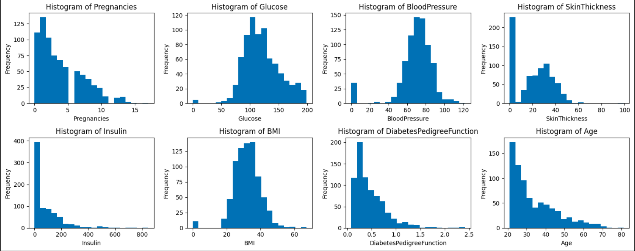 Histogram of Pregnancies
Histogram of Glucose
Histogram of BloodPressure
Histogram of SkinThickness
Frequency
125
100
75
50
25
0
0 5 10 15
Pregnancies
Frequency
120
100
80
60
40
20
0
0 50 100 150 200
Glucose
Frequency
150
100
50
0
0 20 40 60 80 100 120
BloodPressure
Frequency
200
150
100
50
0
0 20 40 60 80 100
SkinThickness
Histogram of Insulin
Histogram of BMI
Histogram of DiabetesPedigreeFunction
Histogram of Age
Frequency
400
300
200
100
0
0 200 400 600 800
Insulin
Frequency
125
100
75
50
25
0
0 20 40 60
BMI
Frequency
200
150
100
50
0
0.0 0.5 1.0 1.5 2.0 2.5
DiabetesPedigreeFunction
Frequency
150
100
50
0
20 30 40 50 60 70 80
Age